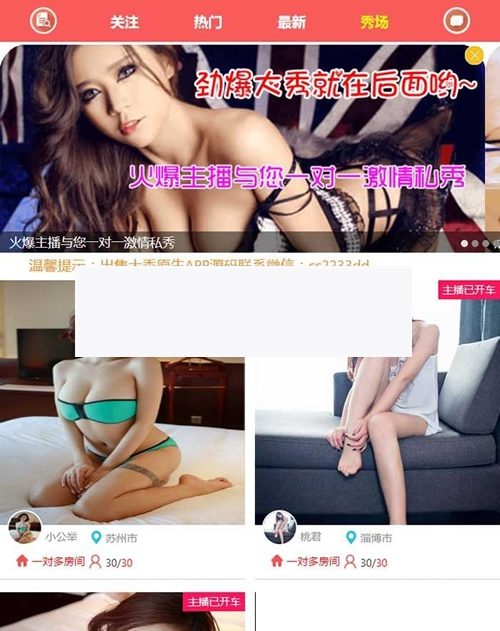 关注 热门 最新 秀场
劲爆大秀就在后面哟~
火爆主播与您一对一激情私秀
火爆主播与您一对一激情私秀
温馨提示：出售大秀原生APP源码联系微信：
主播已开车
小公举 苏州市
桃君 淄博市
一对多房间 30/30
一对多房间 30/30
主播已开车